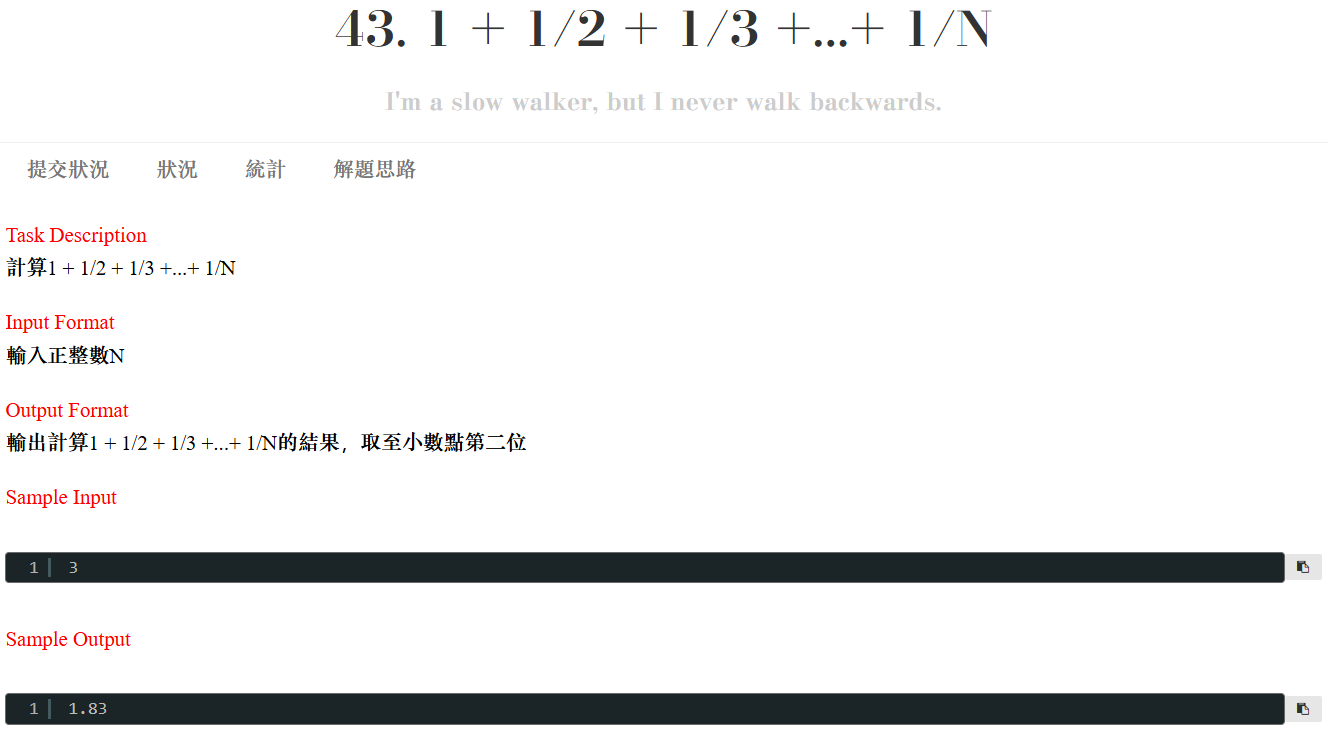 43. 1 + 1/2 + 1/3 +...+ 1/N
I'm a slow walker, but I never walk backwards.
提交狀況 狀況 統計 解題思路
Task Description
計算1 + 1/2 + 1/3 +...+ 1/N
Input Format
輸入正整數N
Output Format
輸出計算1 + 1/2 + 1/3 +...+ 1/N的結果，取至小數點第二位
Sample Input
1 3
Sample Output
1 1.83